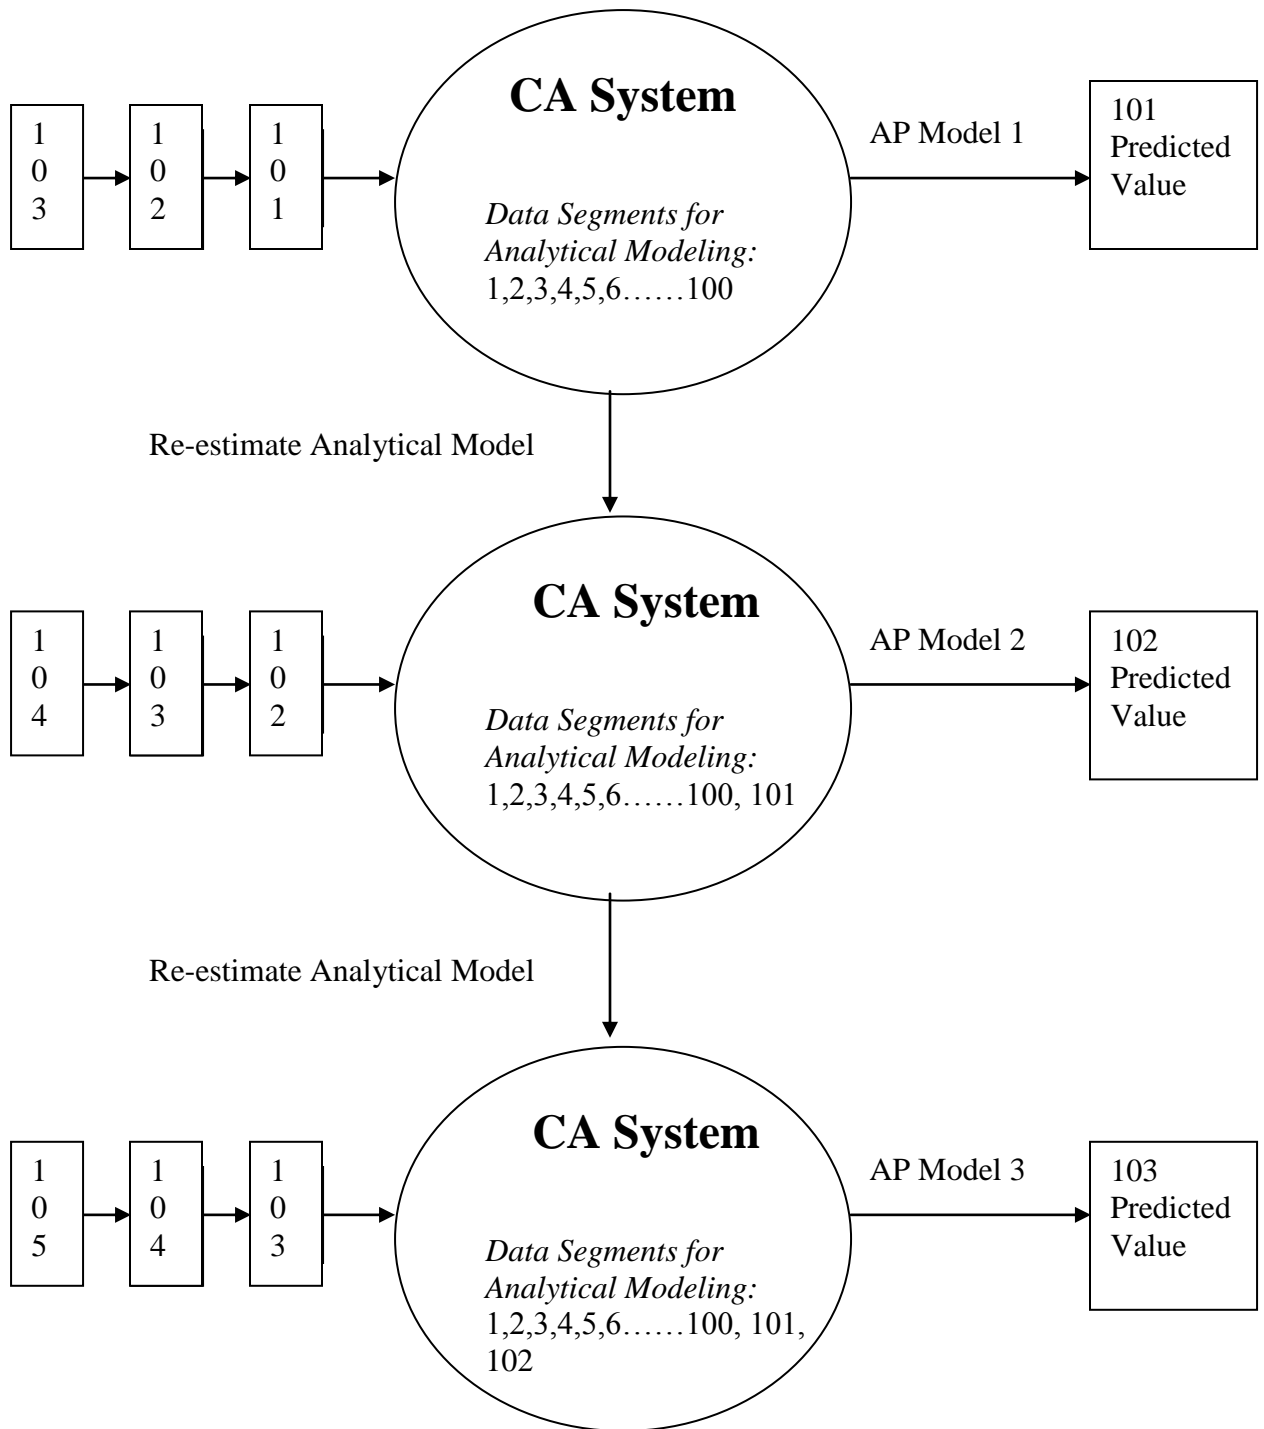 CA System
AP Model 1
101
Predicted
Value
1
0
3
1
0
2
1
0
1
Data Segments for
Analytical Modeling:
1,2,3,4,5,6……100
Re-estimate Analytical Model
CA System
AP Model 2
102
Predicted
Value
1
0
4
1
0
3
1
0
2
Data Segments for
Analytical Modeling:
1,2,3,4,5,6……100, 101
Re-estimate Analytical Model
CA System
AP Model 3
103
Predicted
Value
1
0
5
1
0
4
1
0
3
Data Segments for
Analytical Modeling:
1,2,3,4,5,6……100, 101,
102